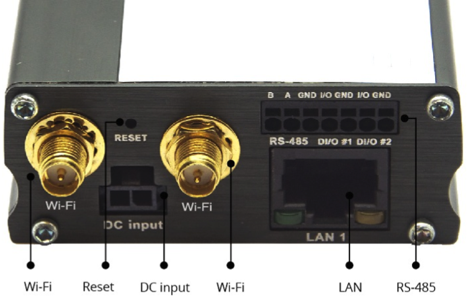 B A GND I/O GND I/O GND
RESET
RS-485 DI/O #1 DI/O #2
Wi-Fi
Wi-Fi
DC input
LAN 1
Wi-Fi Reset DC input Wi-Fi LAN RS-485